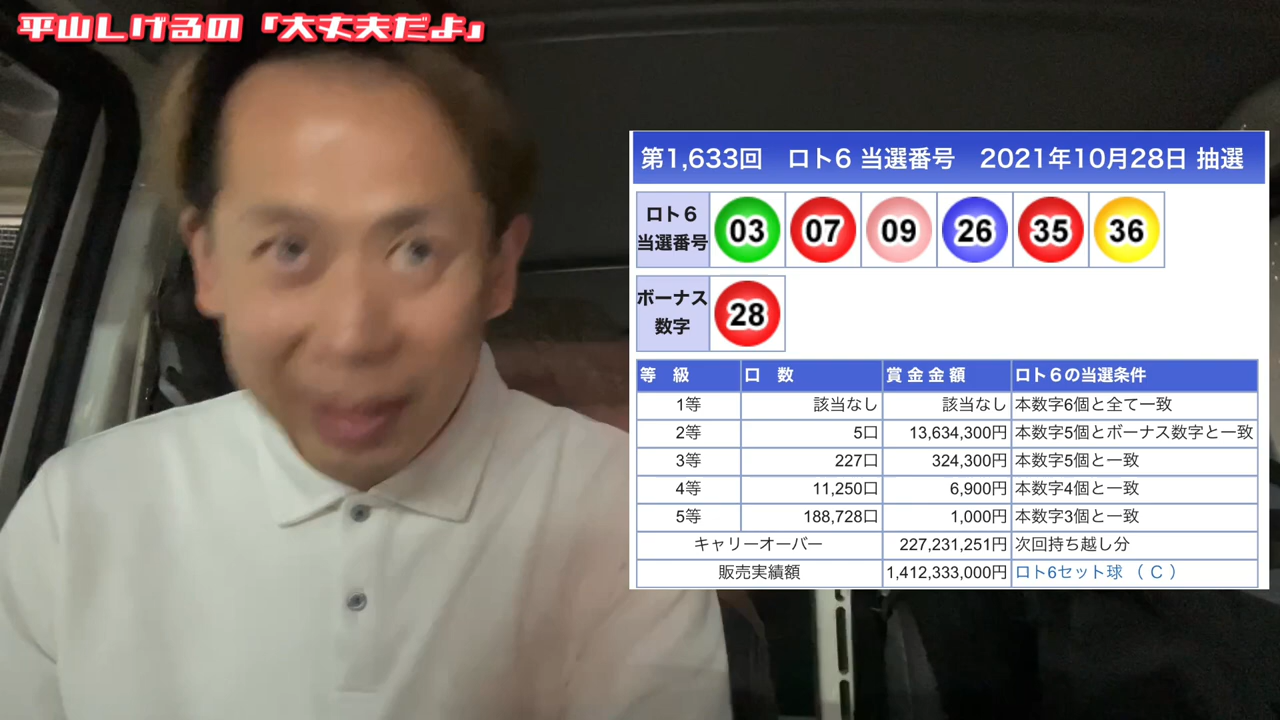 平山しげるの「大丈夫だよ」
第1,633回 ロト6 当選番号 2021年10月28日 抽選
ロト6 当選番号 03 07 09 26 35 36
ボーナス数字 28
等 級 口 数 賞金金額 ロト6の当選条件
1等 該当なし 該当なし 本数字6個と全て一致
2等 5口 13,634,300円 本数字5個とボーナス数字と一致
3等 227口 324,300円 本数字5個と一致
4等 11,250口 6,900円 本数字4個と一致
5等 188,728口 1,000円 本数字3個と一致
キャリーオーバー 227,231,251円 次回持ち越し分
販売実績額 1,412,333,000円 ロト6セット球 （ C ）